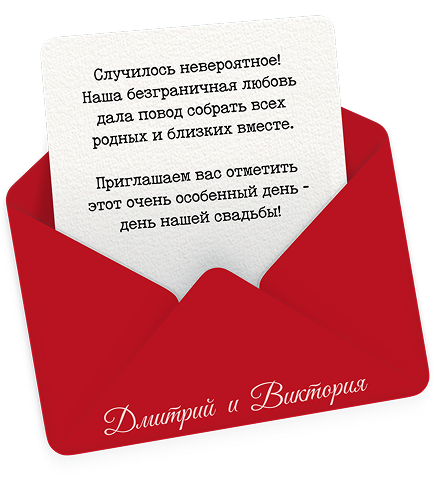 Случилось невероятное!
Наша безграничная любовь
дала повод собрать всех
родных и близких вместе.
Приглашаем вас отметить
этот очень особенный день -
день нашей свадьбы!
Дмитрий и Виктория